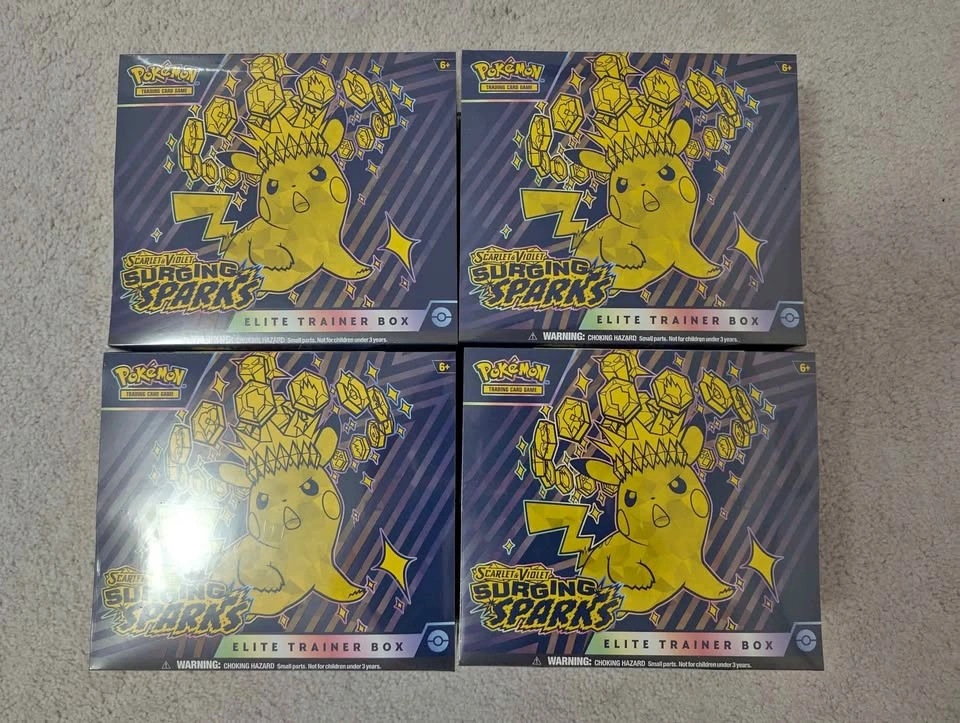 POKéMON
TRADING CARD GAME
6+
SCARLET & VIOLET
SURGING
SPARKS
ELITE TRAINER BOX
WARNING: CHOKING HAZARD Small parts. Not for children under 3 years.
POKéMON
TRADING CARD GAME
6+
SCARLET & VIOLET
SURGING
SPARKS
ELITE TRAINER BOX
WARNING: CHOKING HAZARD Small parts. Not for children under 3 years.
POKéMON
TRADING CARD GAME
6+
SCARLET
SURGING
SPARKS
ELITE TRAINER BOX
WARNING: CHOKING HAZARD Small parts. Not for children under 3 years.
POKéMON
TRADING CARD GAME
6+
SCARLET & VIOLET
SURGING
SPARKS
ELITE TRAINER BOX
WARNING: CHOKING HAZARD Small parts. Not for children under 3 years.